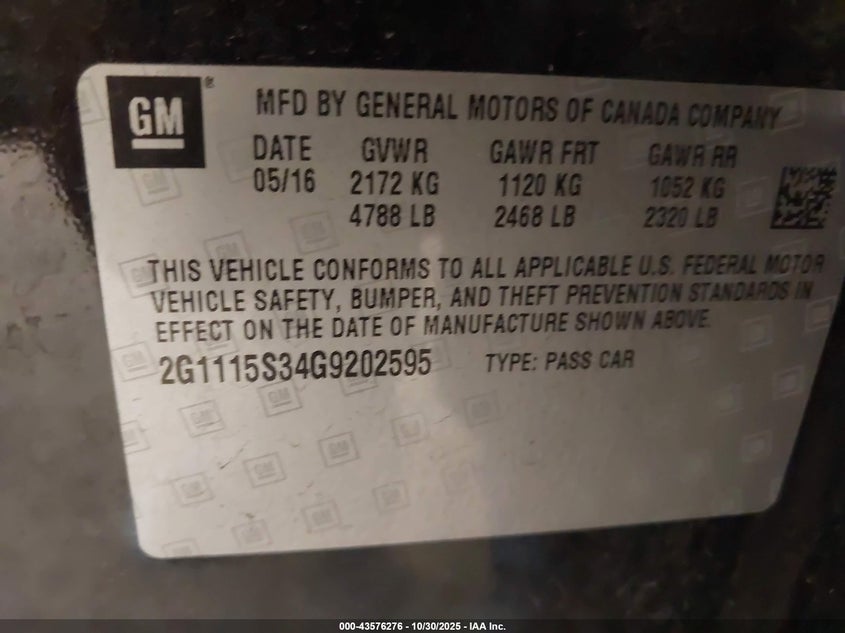 GM ®
MFD BY GENERAL MOTORS OF CANADA COMPANY
DATE GVWR GAWR FRT GAWR RR
05/16 2172 KG 1120 KG 1052 KG
4788 LB 2468 LB 2320 LB
THIS VEHICLE CONFORMS TO ALL APPLICABLE U.S. FEDERAL MOTOR
VEHICLE SAFETY, BUMPER, AND THEFT PREVENTION STANDARDS IN
EFFECT ON THE DATE OF MANUFACTURE SHOWN ABOVE.
2G1115S34G9202595 TYPE: PASS CAR
000-43576276 - 10/30/2025 - IAA Inc.